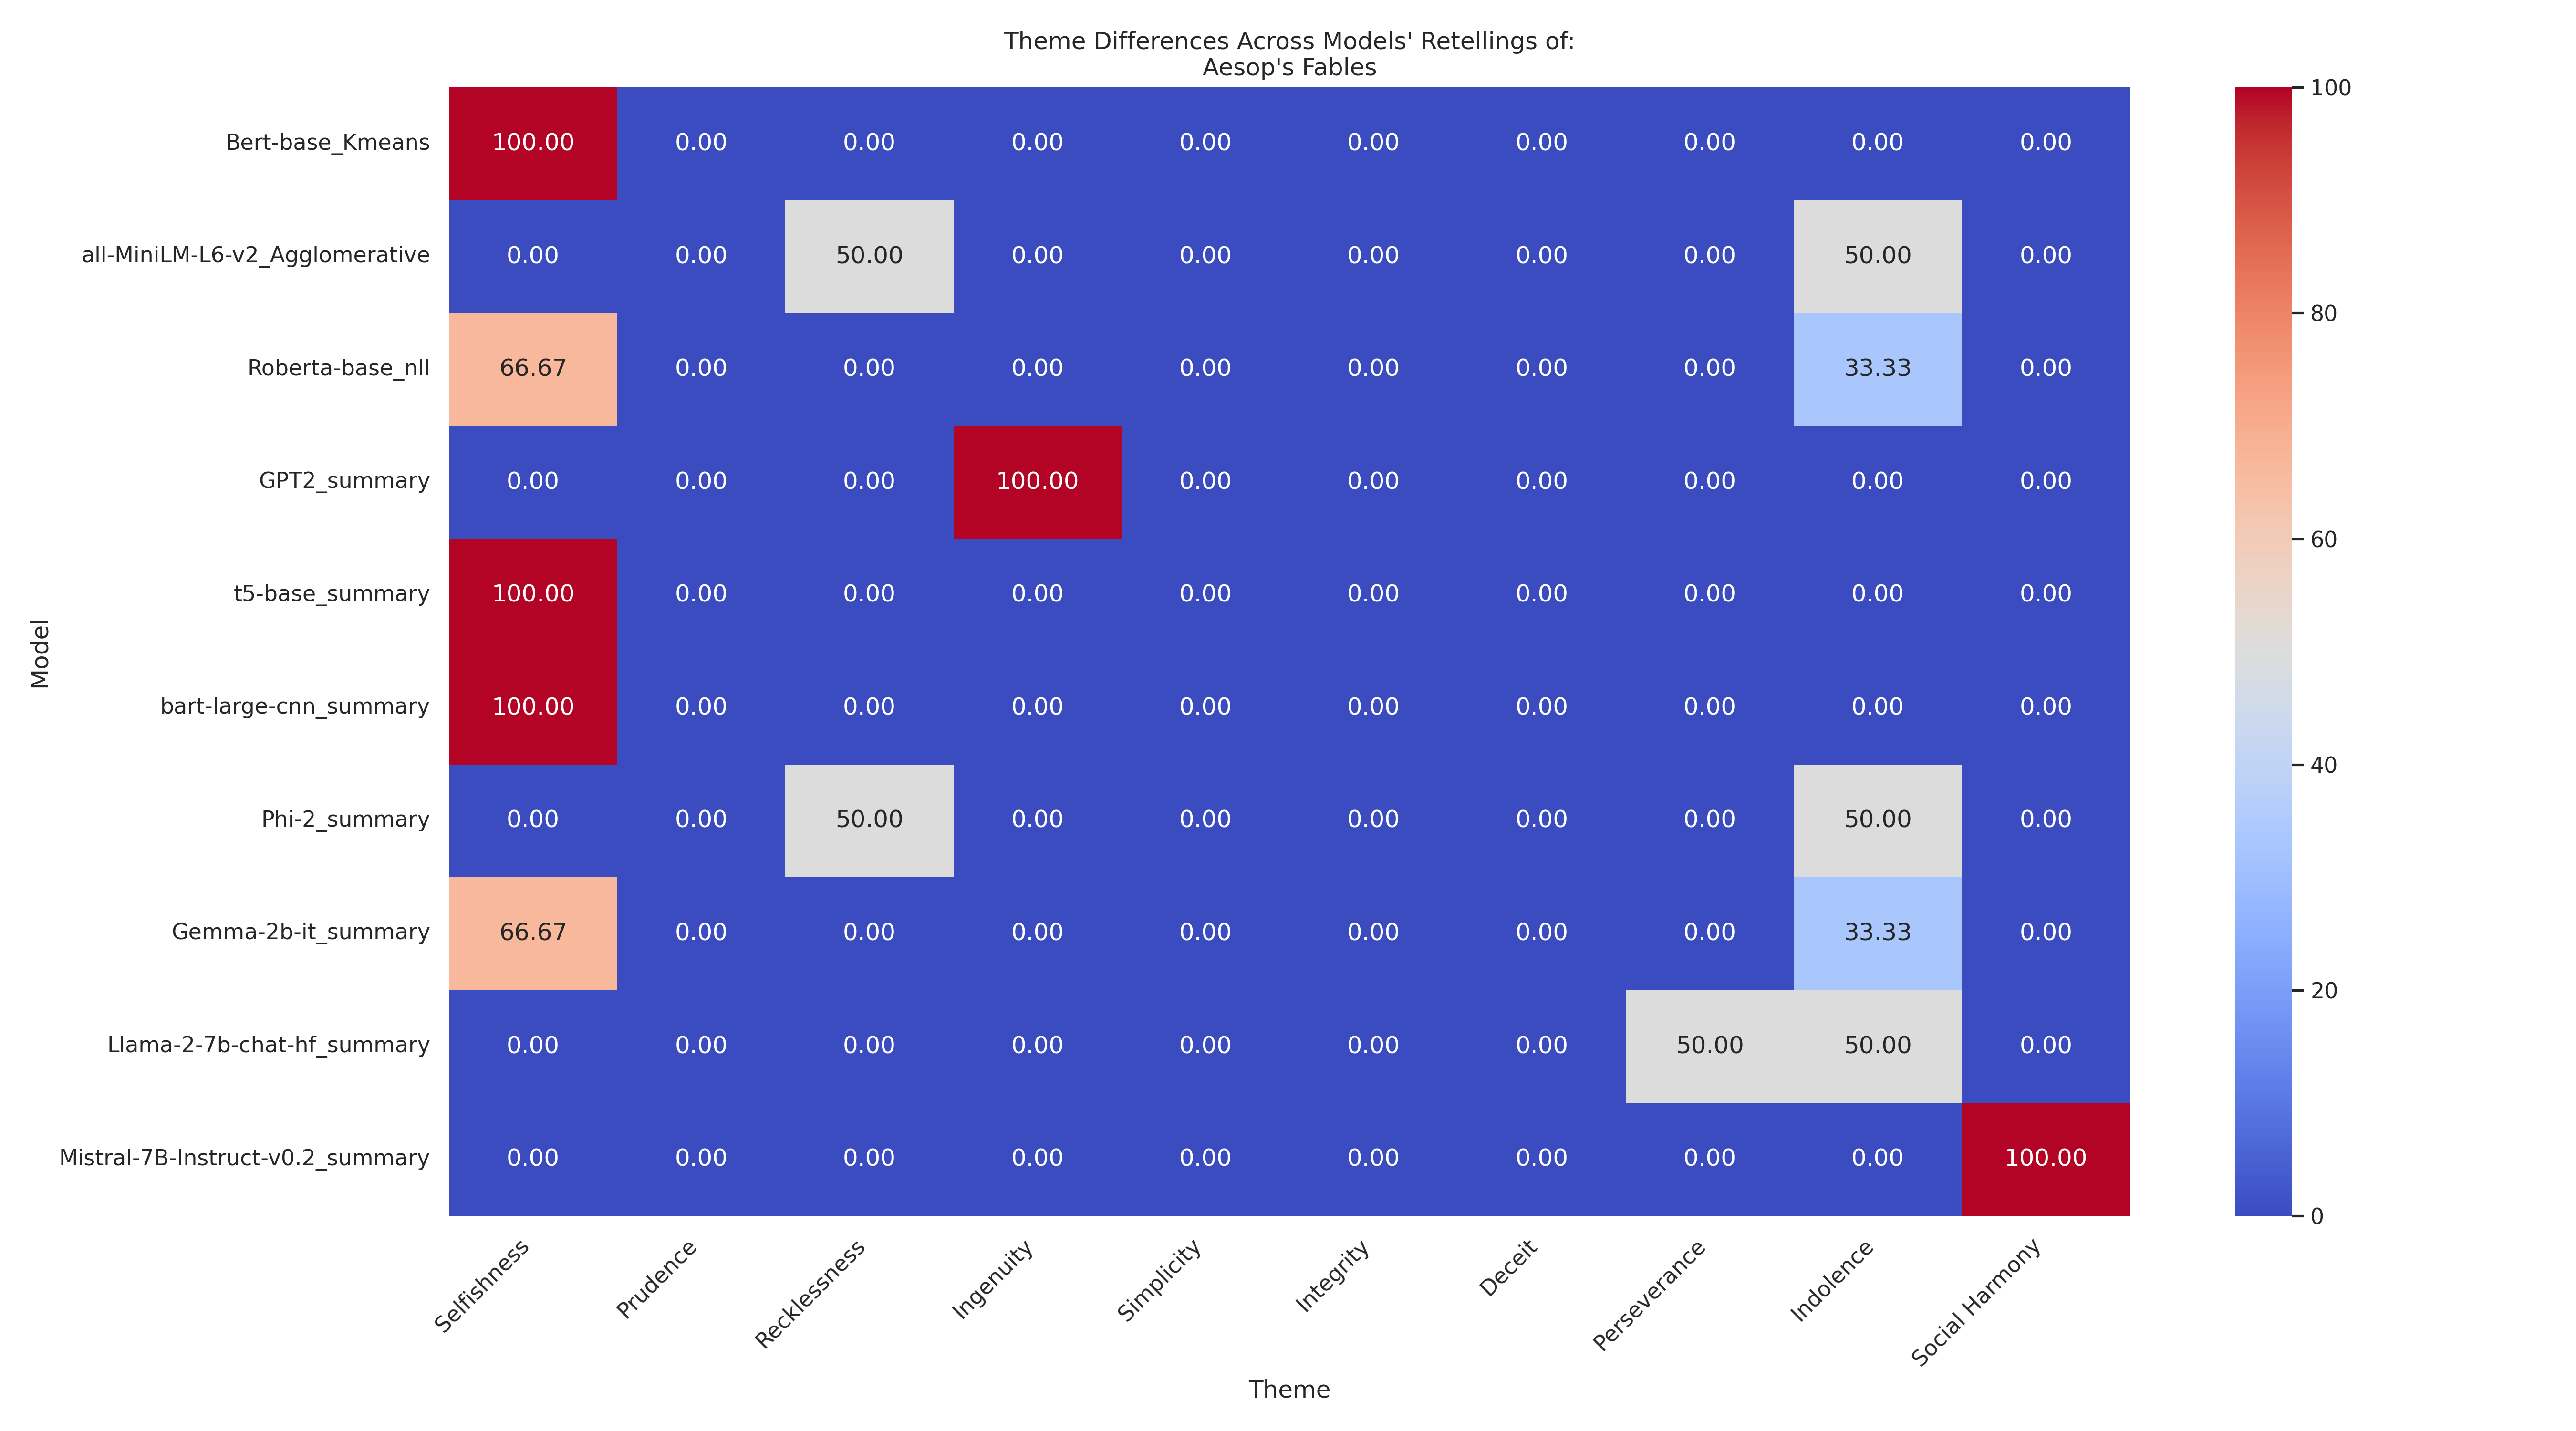 Theme Differences Across Models' Retellings of:
Aesop's Fables
Model
Bert-base_Kmeans 100.00 0.00 0.00 0.00 0.00 0.00 0.00 0.00 0.00 0.00
all-MiniLM-L6-v2_Agglomerative 0.00 0.00 50.00 0.00 0.00 0.00 0.00 0.00 50.00 0.00
Roberta-base_nll 66.67 0.00 0.00 0.00 0.00 0.00 0.00 0.00 33.33 0.00
GPT2_summary 0.00 0.00 0.00 100.00 0.00 0.00 0.00 0.00 0.00 0.00
t5-base_summary 100.00 0.00 0.00 0.00 0.00 0.00 0.00 0.00 0.00 0.00
bart-large-cnn_summary 100.00 0.00 0.00 0.00 0.00 0.00 0.00 0.00 0.00 0.00
Phi-2_summary 0.00 0.00 50.00 0.00 0.00 0.00 0.00 0.00 50.00 0.00
Gemma-2b-it_summary 66.67 0.00 0.00 0.00 0.00 0.00 0.00 0.00 33.33 0.00
Llama-2-7b-chat-hf_summary 0.00 0.00 0.00 0.00 0.00 0.00 0.00 50.00 50.00 0.00
Mistral-7B-Instruct-v0.2_summary 0.00 0.00 0.00 0.00 0.00 0.00 0.00 0.00 0.00 100.00
Selfishness
Prudence
Recklessness
Ingenuity
Simplicity
Integrity
Deceit
Perseverance
Indolence
Social Harmony
Theme
100
80
60
40
20
0